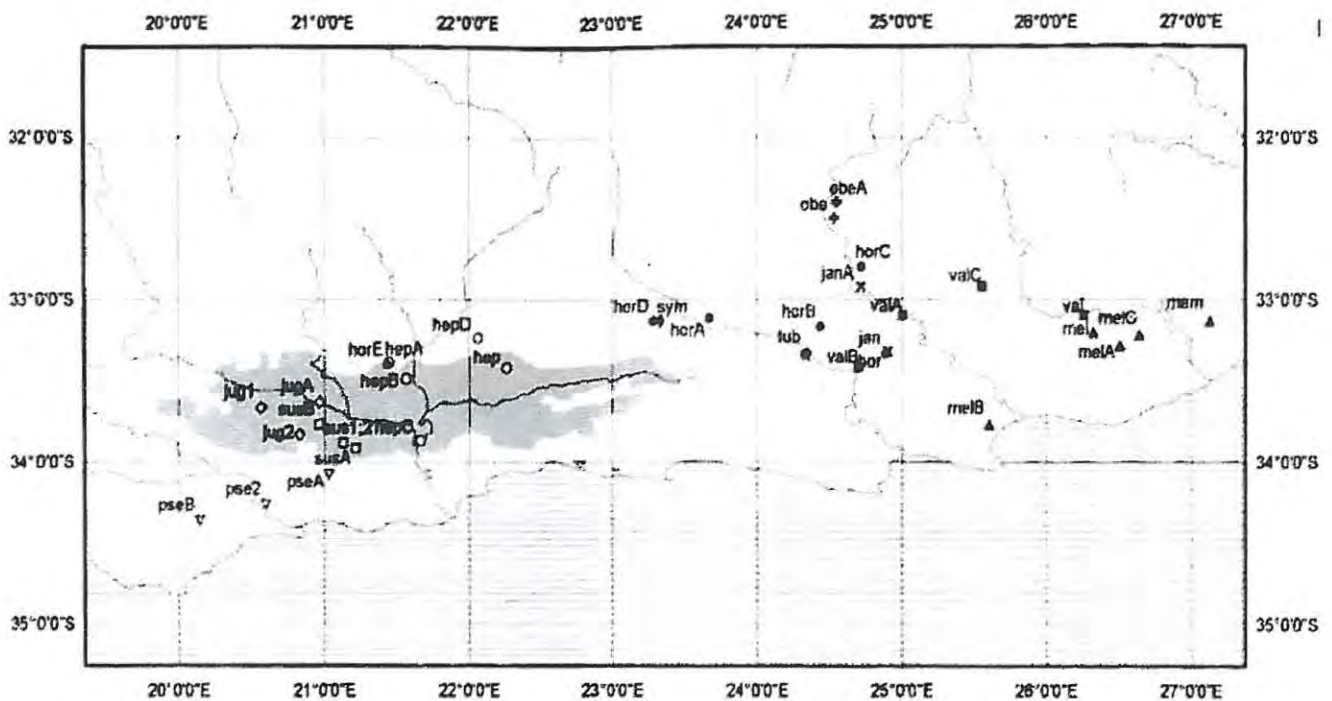 20°0'0"E 21°0'0"E 22°0'0"E 23°0'0"E 24°0'0"E 25°0'0"E 26°0'0"E 27°0'0"E
32°0'0"S 32°0'0"S
obeA
obe
horC
janA
valC
33°0'0"S 33°0'0"S
valA
val
melC
mam
horD sym
horA
horB
mel
melA
hepD
horE hepA
hep
tub
jan
valB
hepB
jug1
jugA
susB
melB
jug2
sus1,2
hepC
susA
34°0'0"S 34°0'0"S
pseA
pse2
pseB
35°0'0"S 35°0'0"S
20°0'0"E 21°0'0"E 22°0'0"E 23°0'0"E 24°0'0"E 25°0'0"E 26°0'0"E 27°0'0"E